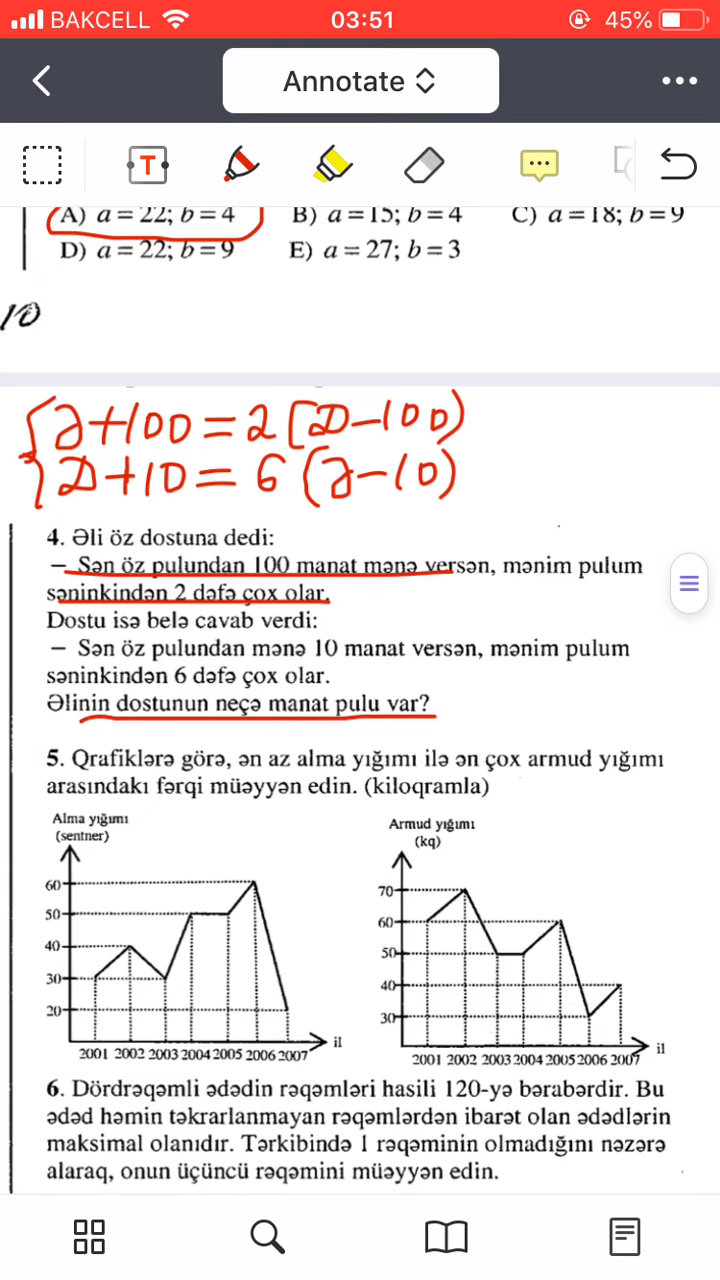 BAKCELL 03:51 45%
Annotate
T
A) a = 22; b = 4 B) a = 15; b = 4 C) a = 18; b = 9
D) a = 22; b = 9 E) a = 27; b = 3
10
∂+100=2(D-100)
D+10=6(∂-10)
4. Əli öz dostuna dedi:
– Sən öz pulundan 100 manat mənə versən, mənim pulum
səninkindən 2 dəfə çox olar.
Dostu isə belə cavab verdi:
– Sən öz pulundan mənə 10 manat versən, mənim pulum
səninkindən 6 dəfə çox olar.
Əlinin dostunun neçə manat pulu var?
5. Qrafiklərə görə, ən az alma yığımı ilə ən çox armud yığımı
arasındakı fərqi müəyyən edin. (kiloqramla)
Alma yığımı
(sentner)
60
50
40
30
20
2001 2002 2003 2004 2005 2006 2007 il
Armud yığımı
(kq)
70
60
50
40
30
2001 2002 2003 2004 2005 2006 2007 il
6. Dördrəqəmli ədədin rəqəmləri hasili 120-yə bərabərdir. Bu
ədəd həmin təkrarlanmayan rəqəmlərdən ibarət olan ədədlərin
maksimal olanıdır. Tərkibində 1 rəqəminin olmadığını nəzərə
alaraq, onun üçüncü rəqəmini müəyyən edin.